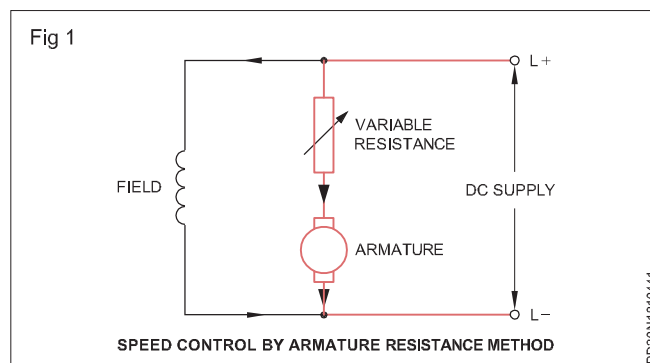 Fig 1
L+
VARIABLE
RESISTANCE
FIELD
DC SUPPLY
ARMATURE
L−
SPEED CONTROL BY ARMATURE RESISTANCE METHOD